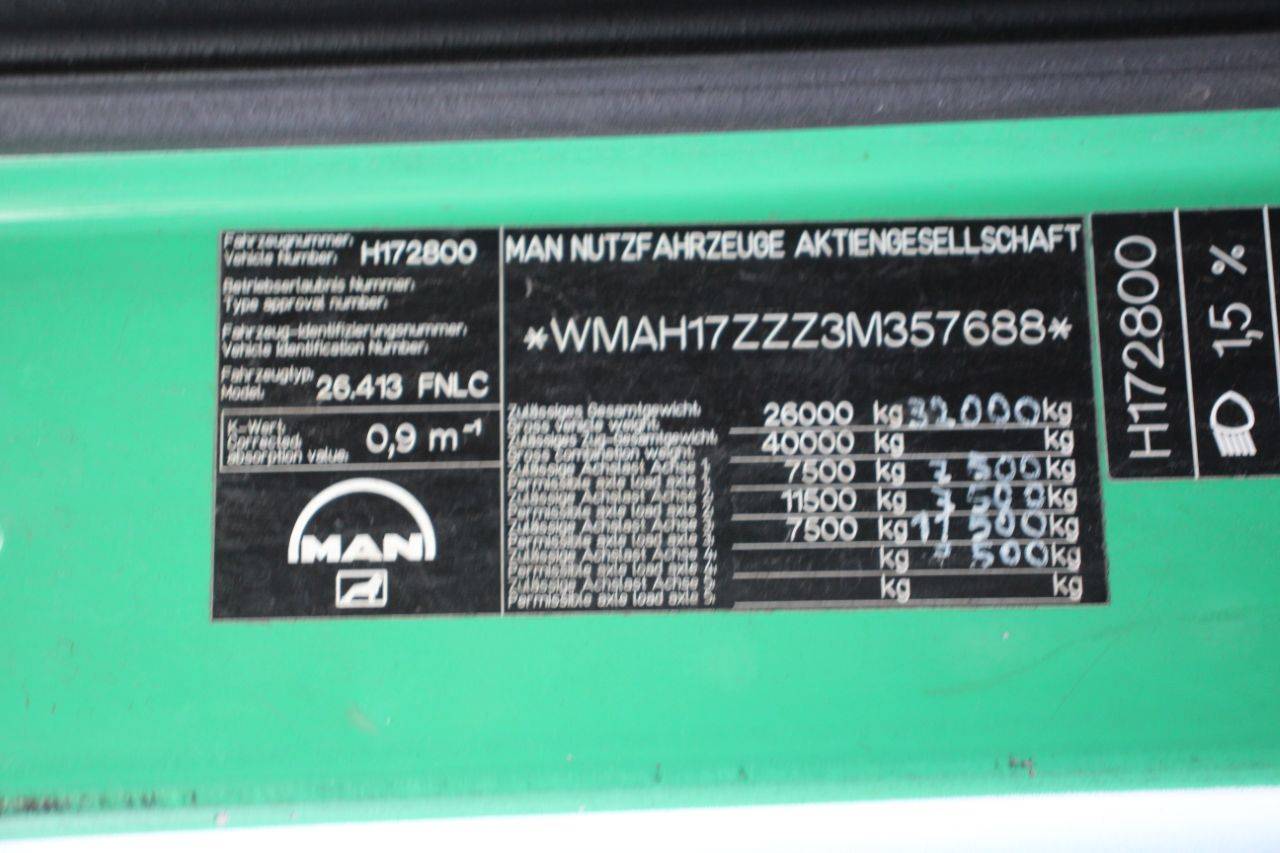 Fahrzeugnummer:
Vehicle Number: H172800
Betriebserlaubnis Nummer:
Type approval number:
Fahrzeug-Identifizierungsnummer:
Vehicle Identification Number:
Fahrzeugtyp:
Model: 26.413 FNLC
K-Wert:
Corrected
absorption value: 0,9 m⁻¹
MAN
MAN NUTZFAHRZEUGE AKTIENGESELLSCHAFT
*WMAH17ZZZ3M357688*
Zulässiges Gesamtgewicht:
Gross vehicle weight: 26000 kg 32000 kg
Zulässiges Zug-Gesamtgewicht:
Gross combination weight: 40000 kg kg
Zulässige Achslast Achse 1
Permissible axle load axle 1 7500 kg 7500 kg
Zulässige Achslast Achse 2
Permissible axle load axle 2 11500 kg 7500 kg
Zulässige Achslast Achse 3
Permissible axle load axle 3 7500 kg 11500 kg
Zulässige Achslast Achse 4
Permissible axle load axle 4 kg 7500 kg
Zulässige Achslast Achse 5
Permissible axle load axle 5 kg kg
H172800
1,5 %